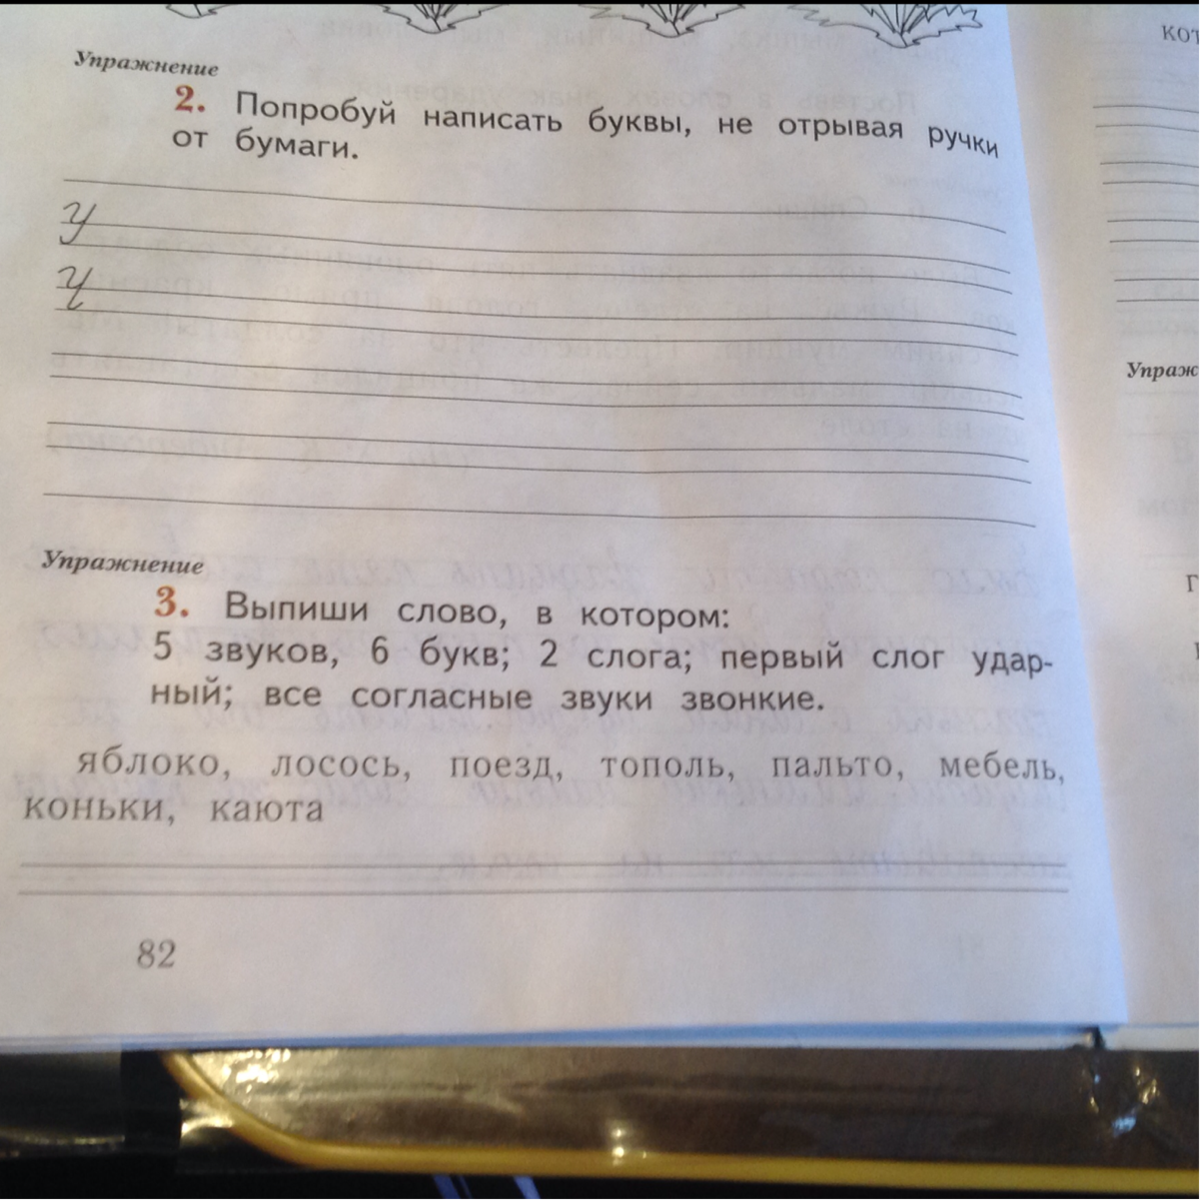 Упражнение
2. Попробуй написать буквы, не отрывая ручки
от бумаги.
У
Ч
Упражнение
3. Выпиши слово, в котором:
5 звуков, 6 букв; 2 слога; первый слог удар-
ный; все согласные звуки звонкие.
яблоко, лосось, поезд, тополь, пальто, мебель,
коньки, каюта
82
кот
Упраж